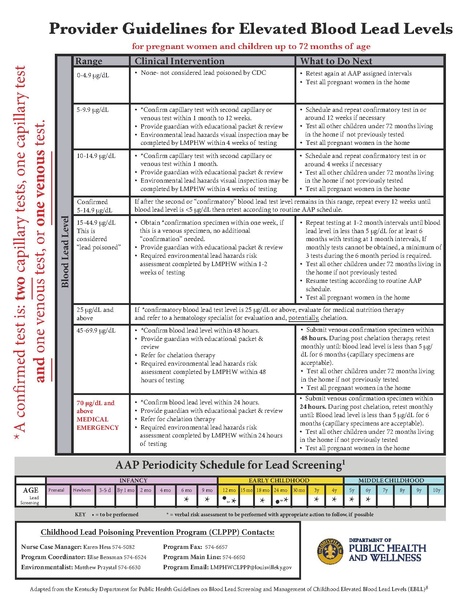 Provider Guidelines for Elevated Blood Lead Levels
for pregnant women and children up to 72 months of age
* A confirmed test is: two capillary tests, one capillary test
and one venous test, or one venous test.
Blood Lead Level
Range
Clinical Intervention
What to Do Next
0-4.9 µg/dL
• None- not considered lead poisoned by CDC
• Retest again at AAP assigned intervals
• Test all pregnant women in the home
5-9.9 µg/dL
• *Confirm capillary test with second capillary or
venous test within 1 month to 12 weeks.
• Provide guardian with educational packet & review
• Environmental lead hazards visual inspection may be
completed by LMPHW within 4 weeks of testing
• Schedule and repeat confirmatory test in or
around 12 weeks if necessary
• Test all other children under 72 months living
in the home if not previously tested
• Test all pregnant women in the home
10-14.9 µg/dL
• *Confirm capillary test with second capillary or
venous test within 1 month.
• Provide guardian with educational packet & review
• Environmental lead hazards visual inspection may be
completed by LMPHW within 4 weeks of testing
• Schedule and repeat confirmatory test in or
around 4 weeks if necessary
• Test all other children under 72 months living
in the home if not previously tested
• Test all pregnant women in the home
Confirmed
5-14.9 µg/dL
If after the second or "confirmatory" blood lead test level remains in this range, repeat every 12 weeks until
blood lead level is <5 µg/dL then retest according to routine AAP schedule.
15-44.9 µg/dL
This is
considered
"lead poisoned"
• Obtain *confirmation specimen within one week, if
this is a venous specimen, no additional
"confirmation" needed.
• Provide guardian with educational packet & review
• Required environmental lead hazards risk
assessment completed by LMPHW within 1-2
weeks of testing
• Repeat testing at 1-2 month intervals until blood
lead level in less than 5 µg/dL for at least 6
months with testing at 1 month intervals, If
monthly tests cannot be obtained, a minimum of
3 tests during the 6 month period is required.
• Test all other children under 72 months living in
the home if not previously tested
• Resume testing according to routine AAP
schedule.
• Test all pregnant women in the home
25 µg/dL and
above
If *confirmatory blood lead test level is 25 µg/dL or above, evaluate for medical nutrition therapy
and refer to a hematology specialist for evaluation and, potentially, chelation.
45-69.9 µg/dL
• *Confirm blood lead level within 48 hours.
• Provide guardian with educational packet &
review
• Refer for chelation therapy
• Required environmental lead hazards risk
assessment completed by LMPHW within 48
hours of testing
• Submit venous confirmation specimen within
48 hours. During post chelation therapy, retest
monthly until blood lead level is less than 5 µg/
dL for 6 months (capillary specimens are
acceptable).
• Test all other children under 72 months living
in the home if not previously tested
• Test all pregnant women in the home
70 µg/dL and
above
MEDICAL
EMERGENCY
• *Confirm blood lead level within 24 hours.
• Provide guardian with educational packet & review
• Refer for chelation therapy
• Required environmental lead hazards risk
assessment completed by LMPHW within 24 hours
of testing
• Submit venous confirmation specimen within
24 hours. During post chelation, retest monthly
until Blood lead level is less than 5 µg/dL for 6
months (capillary specimens are acceptable).
• Test all other children under 72 months living
in the home if not previously tested
• Test all pregnant women in the home
AAP Periodicity Schedule for Lead Screening¹
INFANCY
EARLY CHILDHOOD
MIDDLE CHILDHOOD
AGE
Prenatal Newborn 3-5 d By 1 mo 2 mo 4 mo 6 mo 9 mo 12 mo 15 mo 18 mo 24 mo 30 mo 3y 4y 5y 6y 7y 8y 9y 10y
Lead
Screening
* * •~* * •~* * * * *
KEY • = to be performed * = verbal risk assessment to be performed with appropriate action to follow, if possible
Childhood Lead Poisoning Prevention Program (CLPPP) Contacts:
Nurse Case Manager: Karen Hess 574-5082
Program Coordinator: Elise Bensman 574-6524
Environmentalist: Matthew Praystal 574-6630
Program Fax: 574-6657
Program Main Line: 574-6650
Program Email: LMPHWCLPPP@louisvilleky.gov
DEPARTMENT OF
PUBLIC HEALTH
AND WELLNESS
Adapted from the Kentucky Department for Public Health Guidelines on Blood Lead Screening and Management of Childhood Elevated Blood Lead Levels (EBLL)